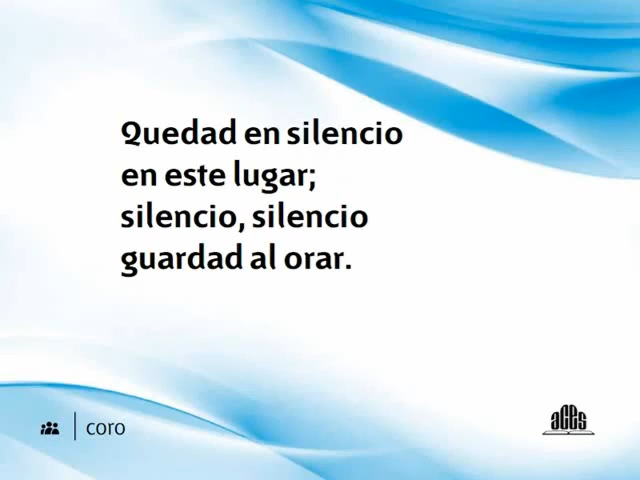 Quedad en silencio
en este lugar;
silencio, silencio
guardad al orar.
coro
aces